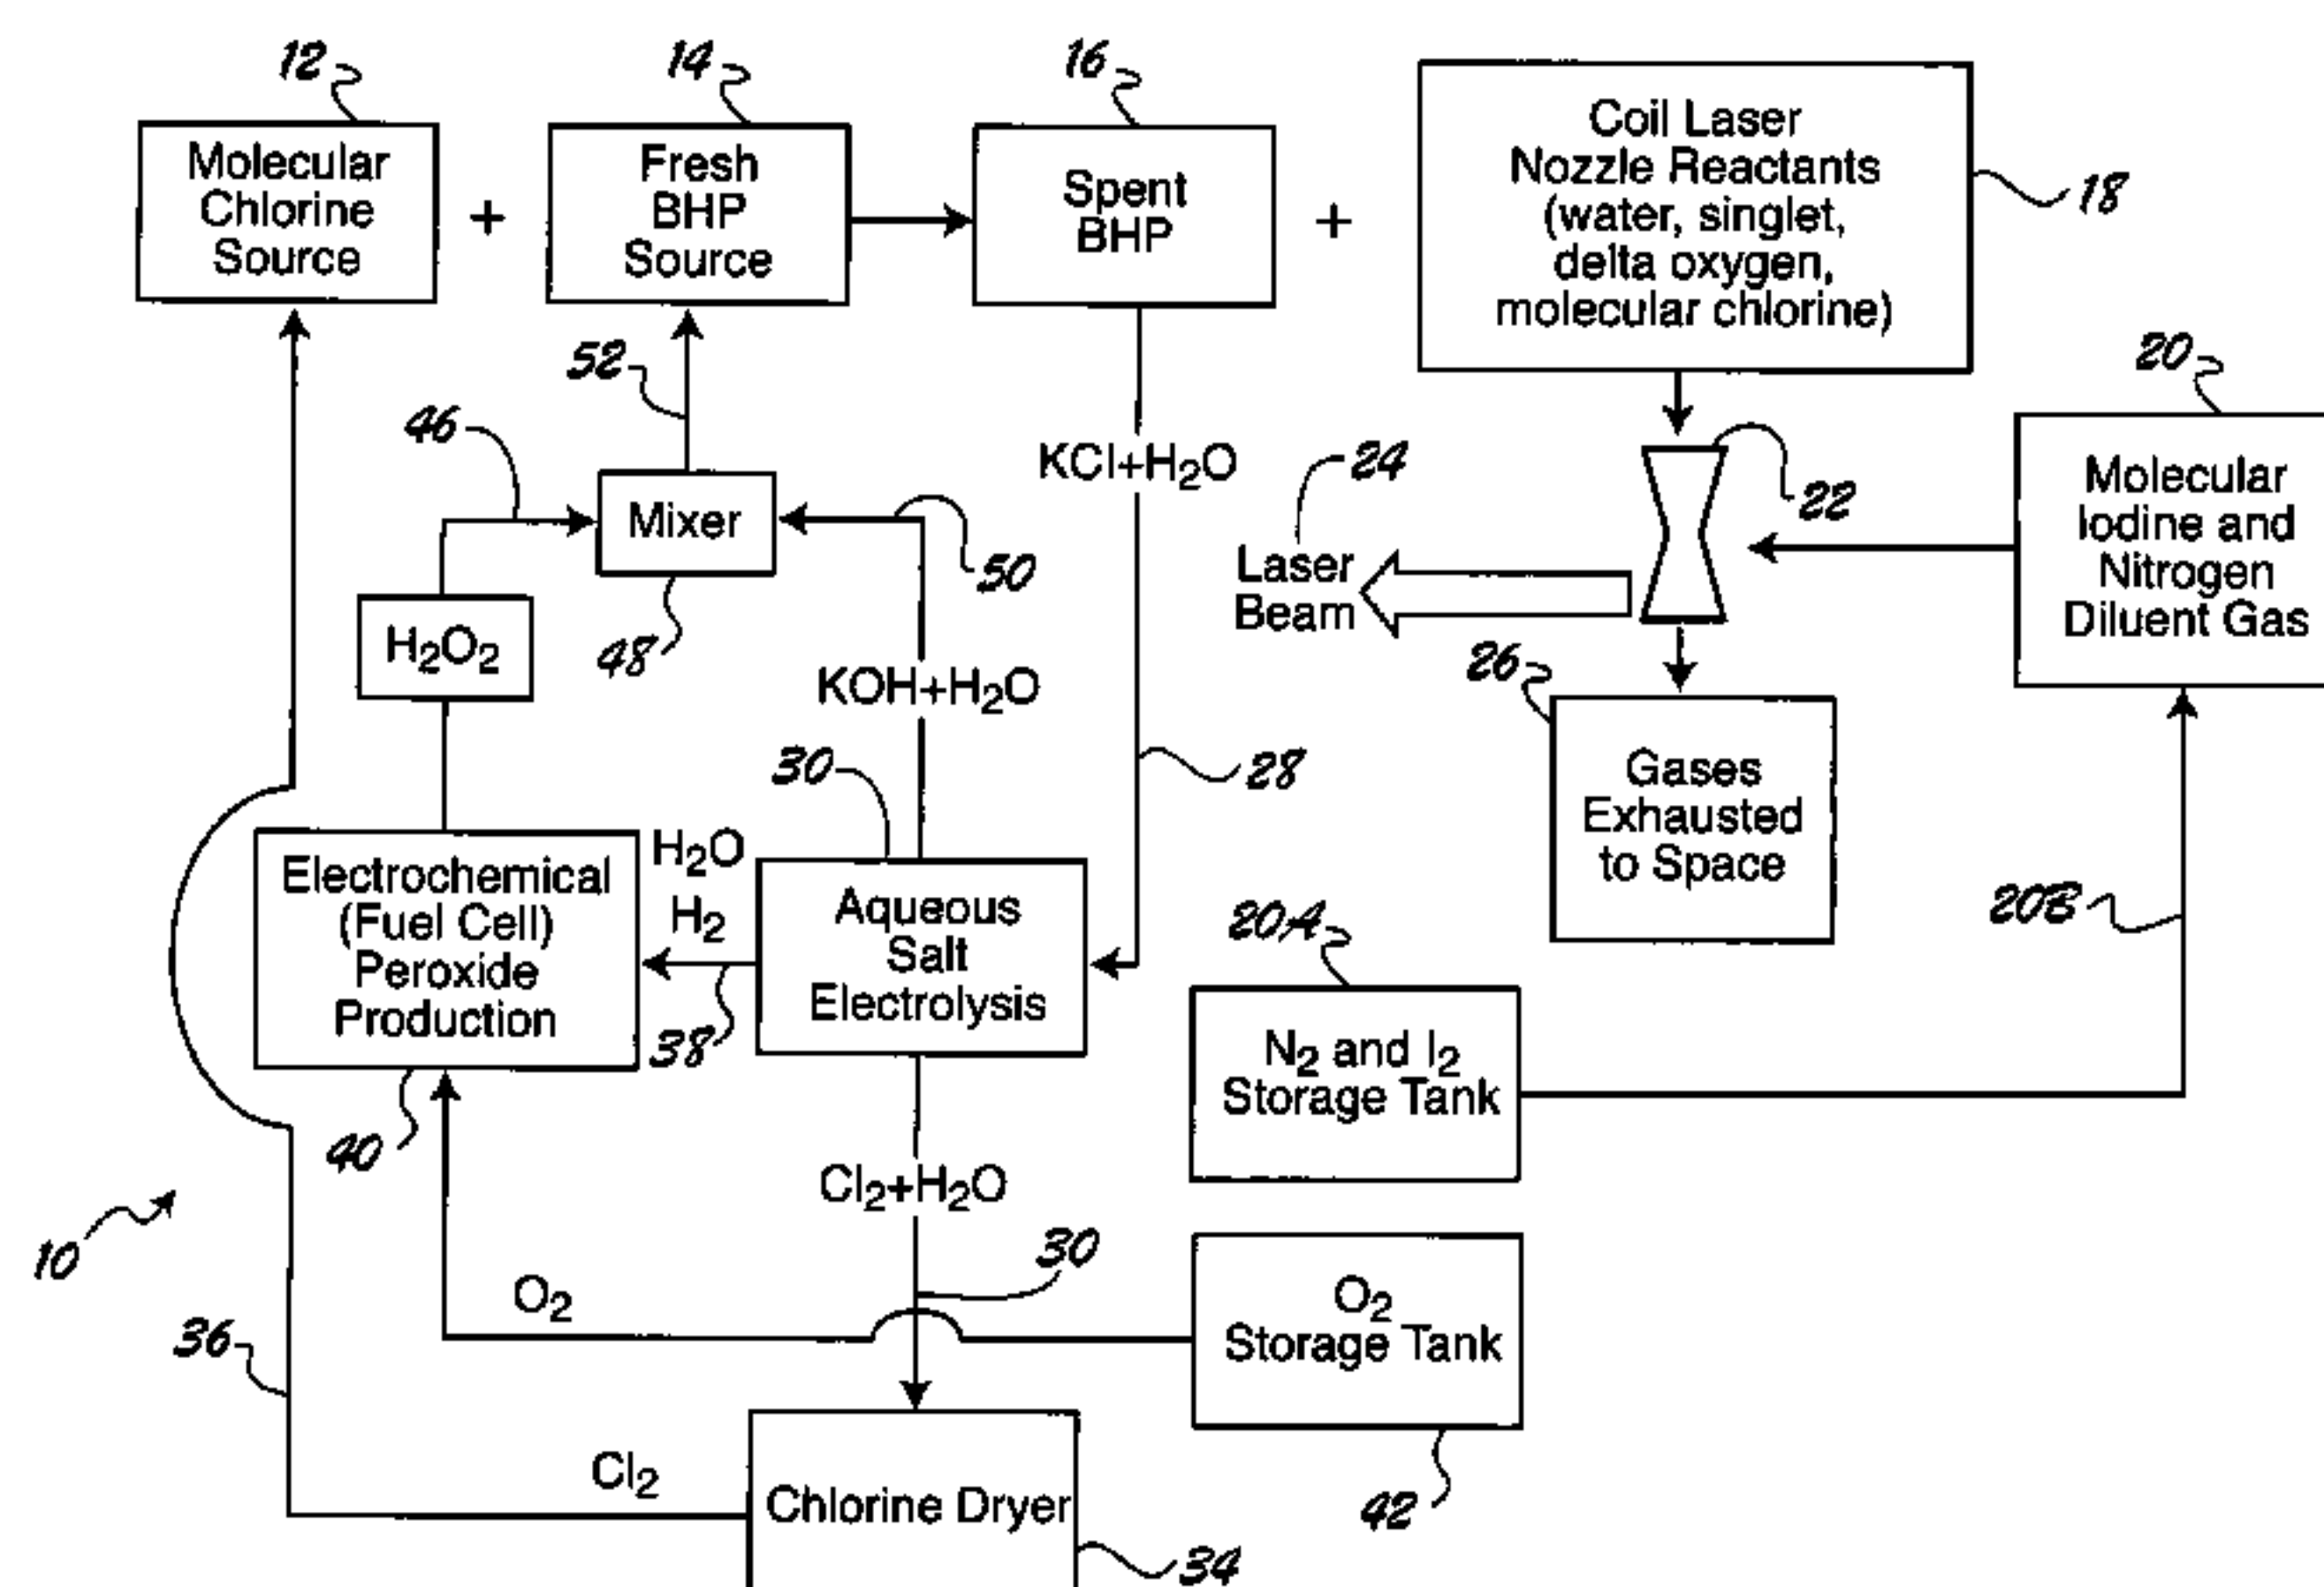 12
14
16
Molecular
Chlorine
Source
+
Fresh
BHP
Source
Spent
BHP
+
Coil Laser
Nozzle Reactants
(water, singlet,
delta oxygen,
molecular chlorine)
18
52
46
Mixer
48
50
KCl+H₂O
24
Laser
Beam
22
20
Molecular
Iodine and
Nitrogen
Diluent Gas
H₂O₂
KOH+H₂O
30
28
26
Gases
Exhausted
to Space
20B
Electrochemical
(Fuel Cell)
Peroxide
Production
40
H₂O
H₂
38
Aqueous
Salt
Electrolysis
20A
N₂ and I₂
Storage Tank
Cl₂+H₂O
10
30
O₂
O₂
Storage Tank
42
36
Cl₂
Chlorine Dryer
34